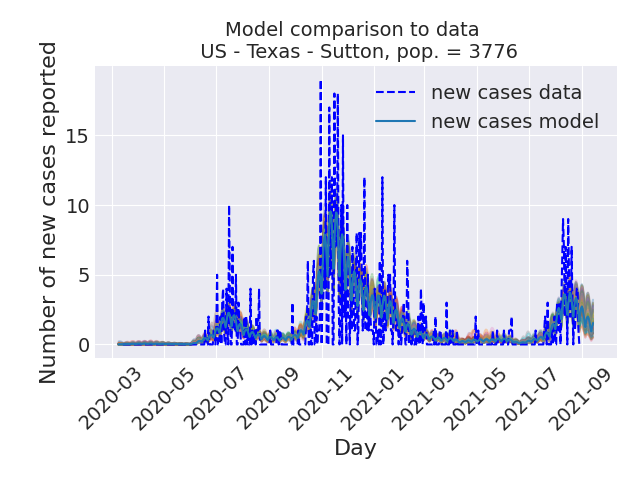 Model comparison to data
US - Texas - Sutton, pop. = 3776
new cases data
new cases model
Number of new cases reported
15
10
5
0
2020-03
2020-05
2020-07
2020-09
2020-11
2021-01
2021-03
2021-05
2021-07
2021-09
Day